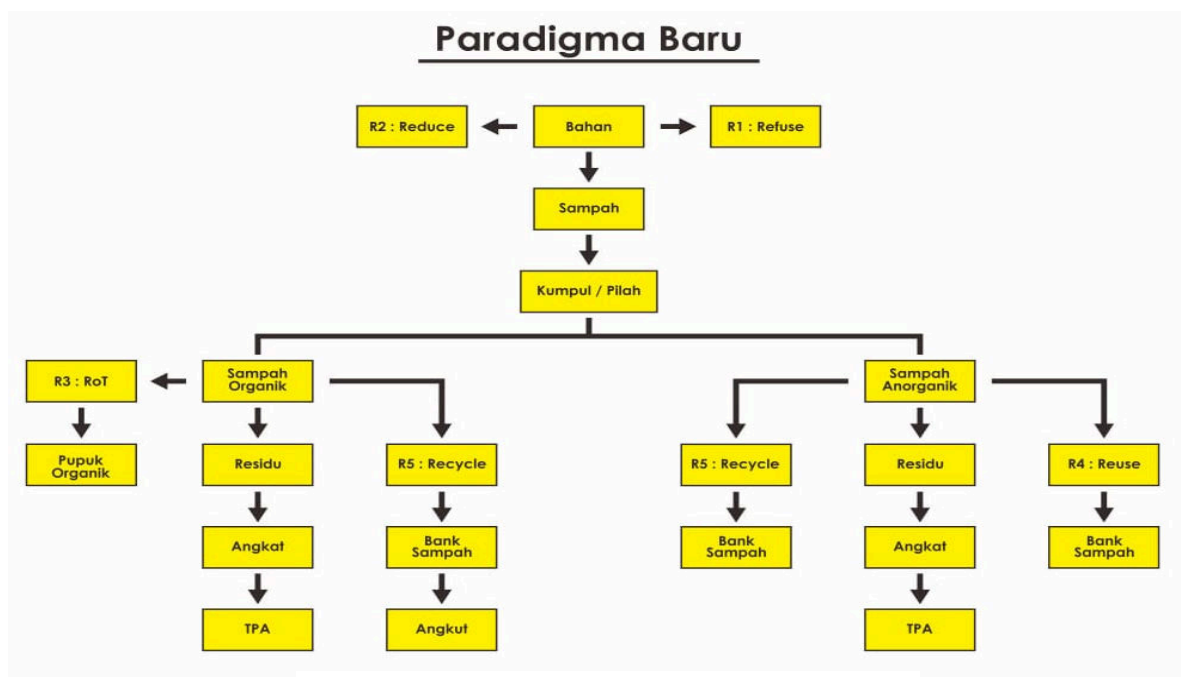 Paradigma Baru
R2 : Reduce
Bahan
R1 : Refuse
Sampah
Kumpul / Pilah
R3 : RoT
Sampah
Organik
Sampah
Anorganik
Pupuk
Organik
Residu
R5 : Recycle
R5 : Recycle
Residu
R4 : Reuse
Angkat
Bank
Sampah
Bank
Sampah
Angkat
Bank
Sampah
TPA
Angkut
TPA